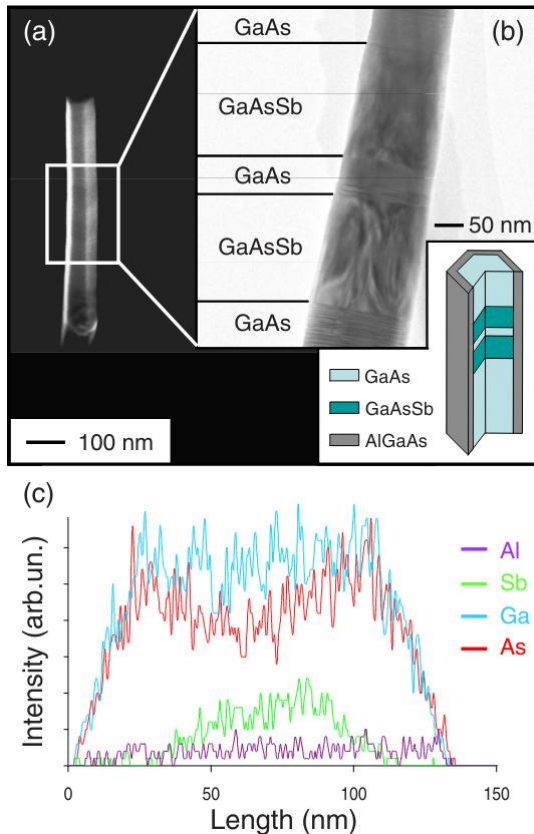 (a)
GaAs
(b)
GaAsSb
GaAs
50 nm
GaAsSb
GaAs
GaAs
GaAsSb
AlGaAs
100 nm
(c)
Al
Sb
Ga
As
Intensity (arb.un.)
0
50
100
150
Length (nm)